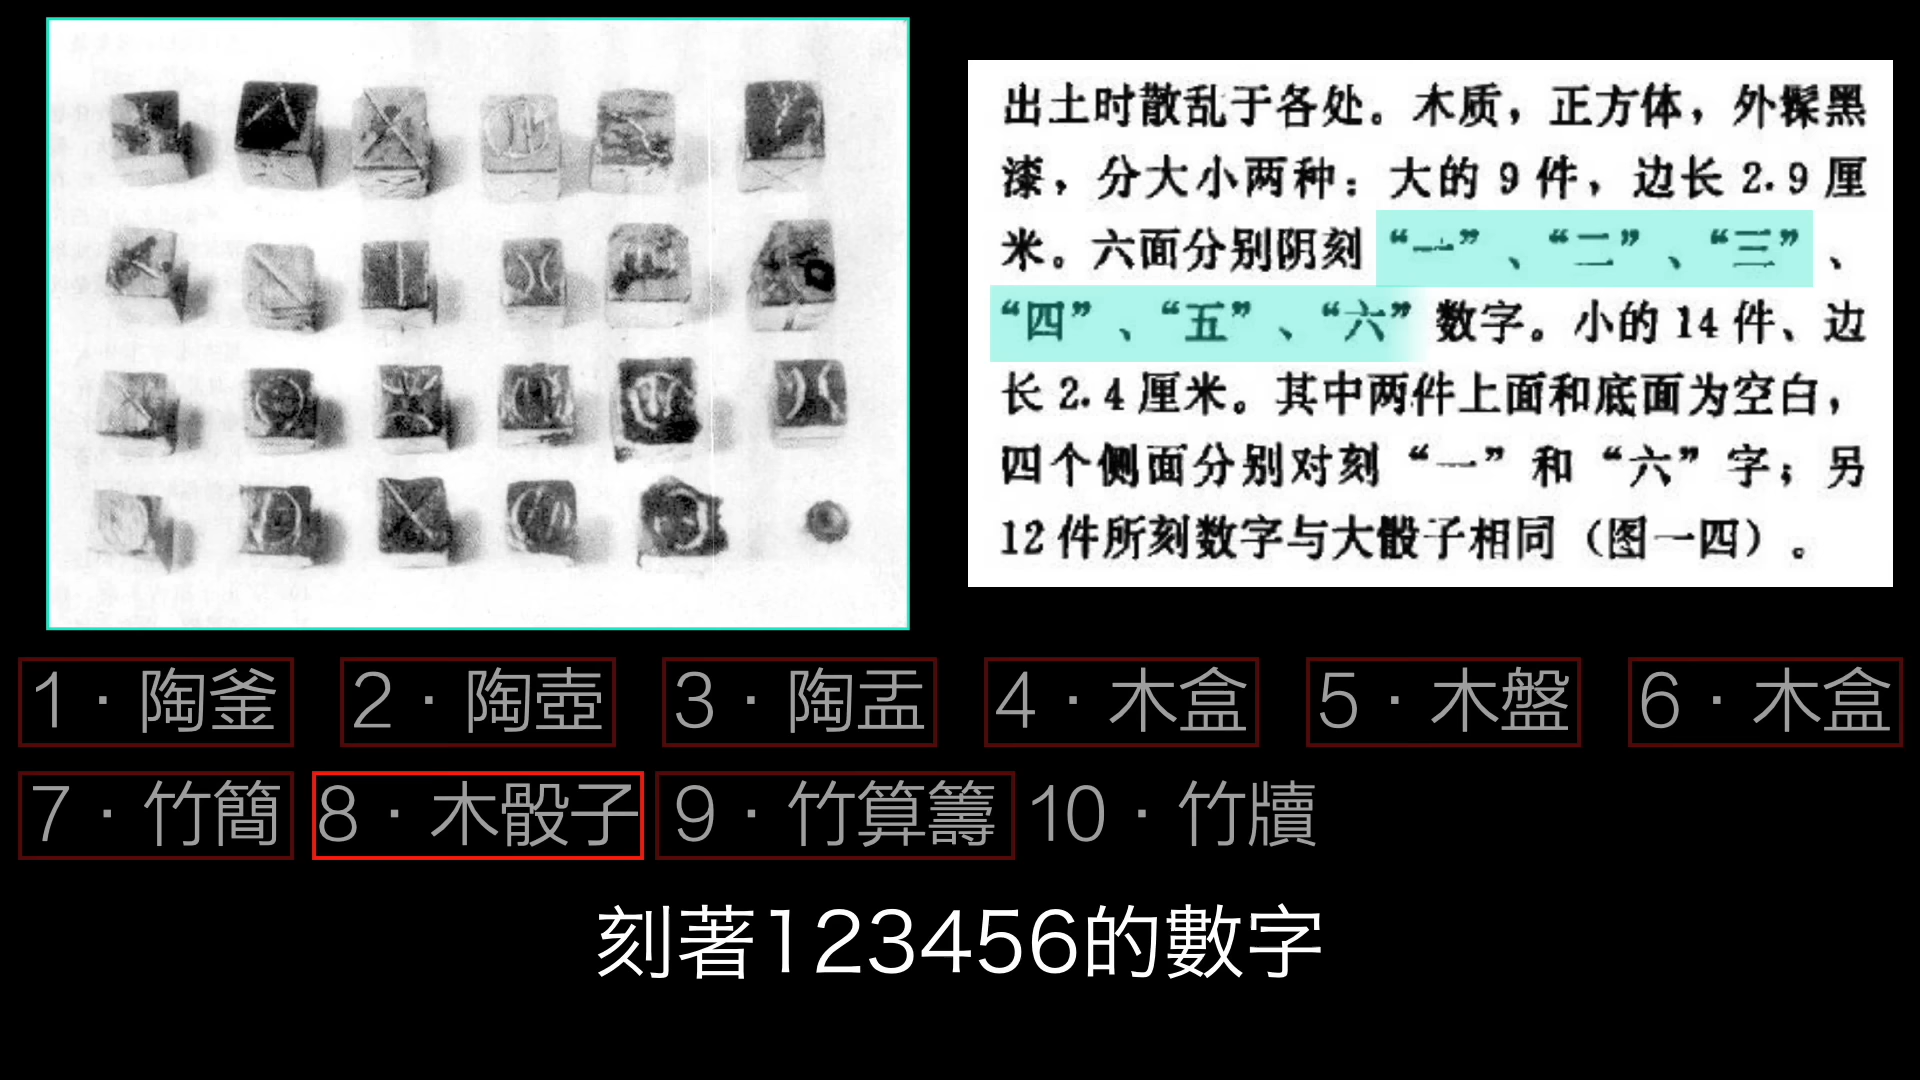 出土时散乱于各处。木质，正方体，外髹黑
漆，分大小两种：大的9件，边长2.9厘
米。六面分别阴刻“一”、“二”、“三”、
“四”、“五”、“六”数字。小的14件、边
长2.4厘米。其中两件上面和底面为空白，
四个侧面分别对刻“一”和“六”字；另
12件所刻数字与大骰子相同（图一四）。
1·陶釜 2·陶壺 3·陶盂 4·木盒 5·木盤 6·木盒
7·竹簡 8·木骰子 9·竹算籌 10·竹牘
刻著123456的數字